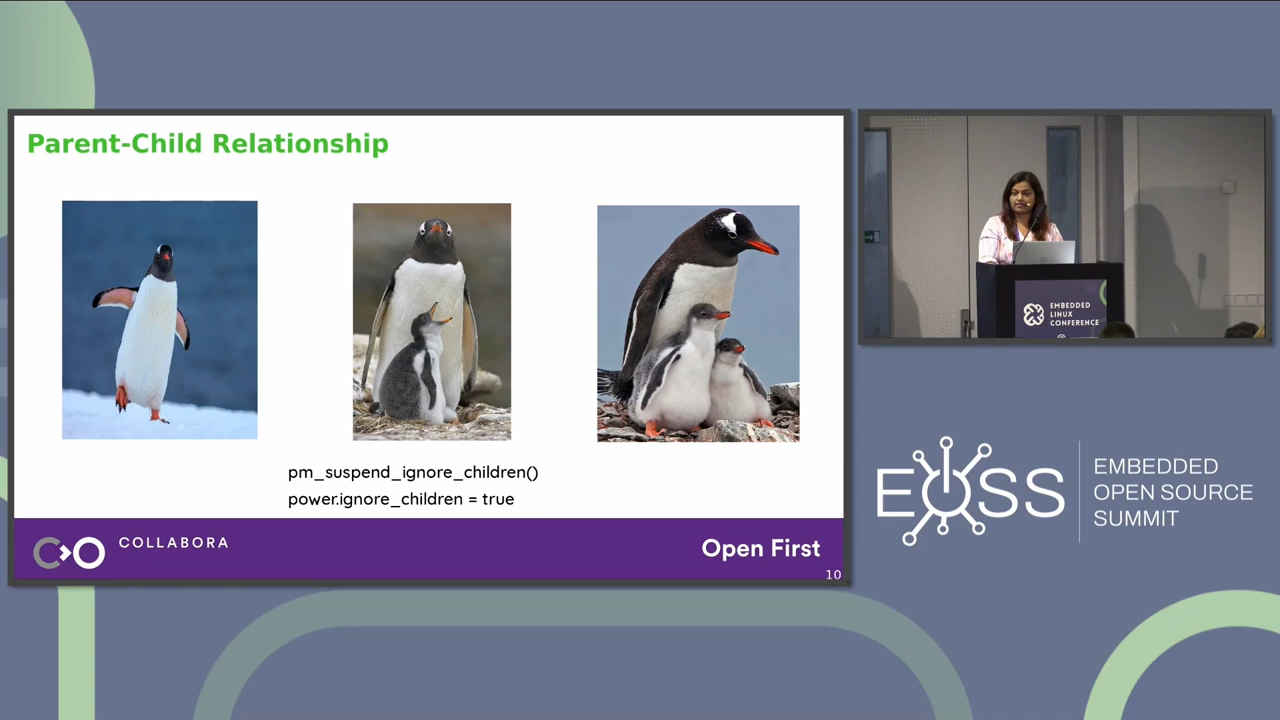 Parent-Child Relationship
pm_suspend_ignore_children()
power.ignore_children = true
COLLABORA
Open First
10
EMBEDDED
LINUX
CONFERENCE
EOSS
EMBEDDED
OPEN SOURCE
SUMMIT